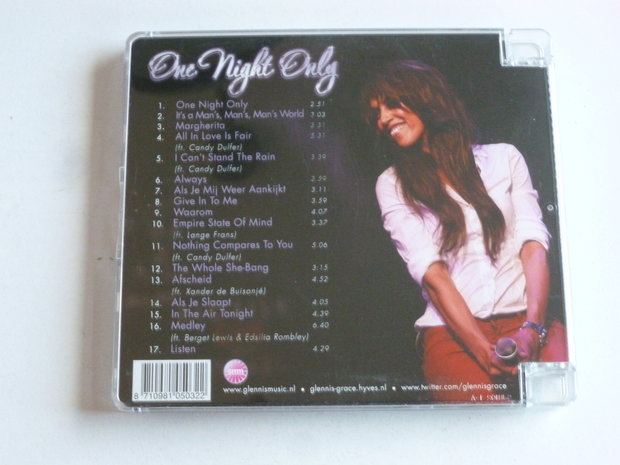 One Night Only
1. One Night Only 2.51
2. It's a Man's, Man's, Man's World 7.03
3. Margherita 2.31
4. All In Love Is Fair 5.31
(ft. Candy Dulfer)
5. I Can't Stand The Rain 3.39
(ft. Candy Dulfer)
6. Always 2.59
7. Als Je Mij Weer Aankijkt 3.11
8. Give In To Me 3.59
9. Waarom 4.07
10. Empire State Of Mind 3.37
(ft. Lange Frans)
11. Nothing Compares To You 5.06
(ft. Candy Dulfer)
12. The Whole She-Bang 3:15
13. Afscheid 4.52
(ft. Xander de Buisonjé)
14. Als Je Slaapt 4.05
15. In The Air Tonight 4.39
16. Medley 6.40
(ft. Berget Lewis & Edsilia Rombley)
17. Listen 4:29
8 710981 050322
www.glennismusic.nl • glennis-grace.hyves.nl • www.twitter.com/glennisgrace